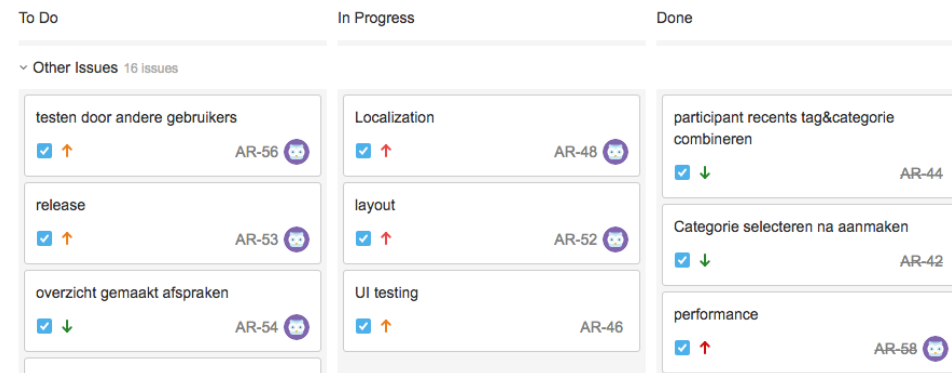 To Do
In Progress
Done
Other Issues 16 issues
testen door andere gebruikers
AR-56
release
AR-53
overzicht gemaakt afspraken
AR-54
Localization
AR-48
layout
AR-52
UI testing
AR-46
participant recents tag&categorie
combineren
AR-44
Categorie selecteren na aanmaken
AR-42
performance
AR-58